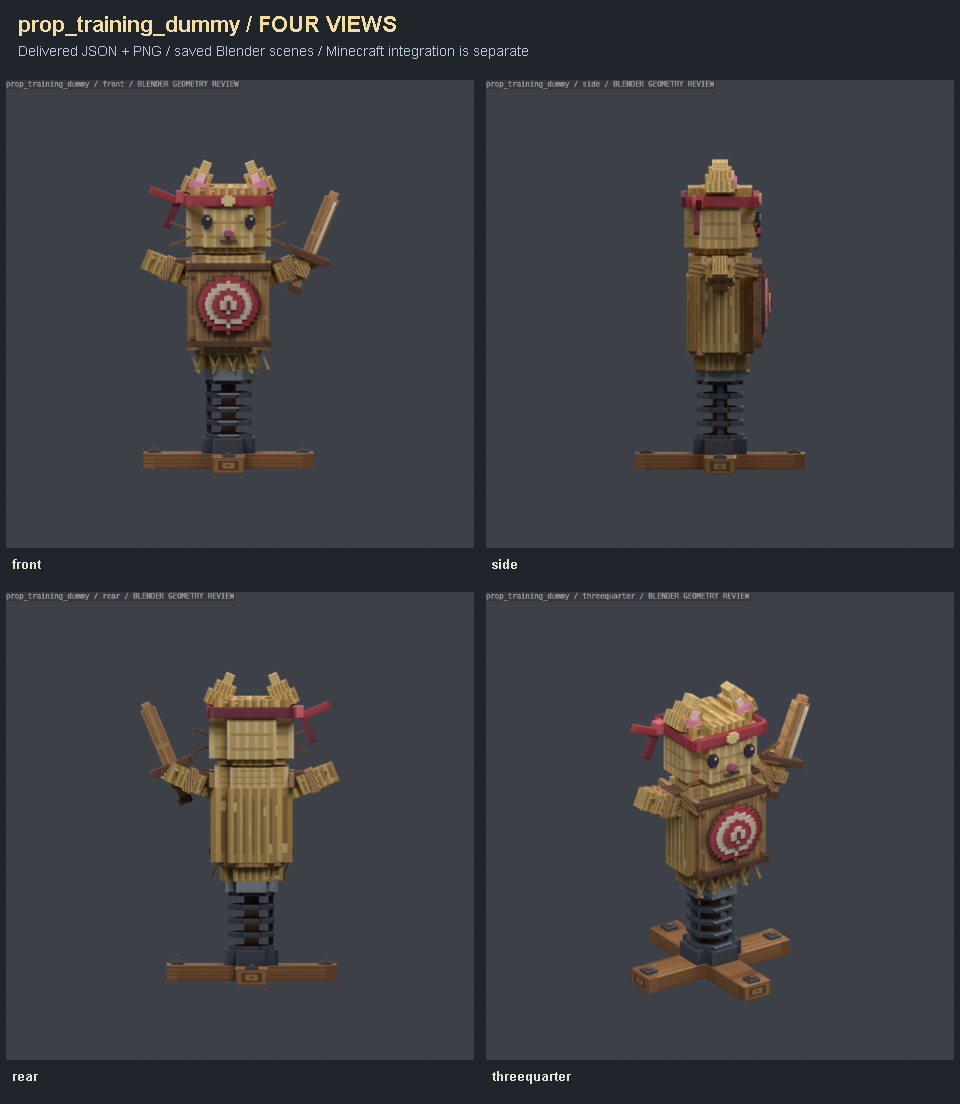 prop_training_dummy / FOUR VIEWS
Delivered JSON + PNG / saved Blender scenes / Minecraft integration is separate
prop_training_dummy / front / BLENDER GEOMETRY REVIEW
prop_training_dummy / side / BLENDER GEOMETRY REVIEW
front
side
prop_training_dummy / rear / BLENDER GEOMETRY REVIEW
prop_training_dummy / threequarter / BLENDER GEOMETRY REVIEW
rear
threequarter